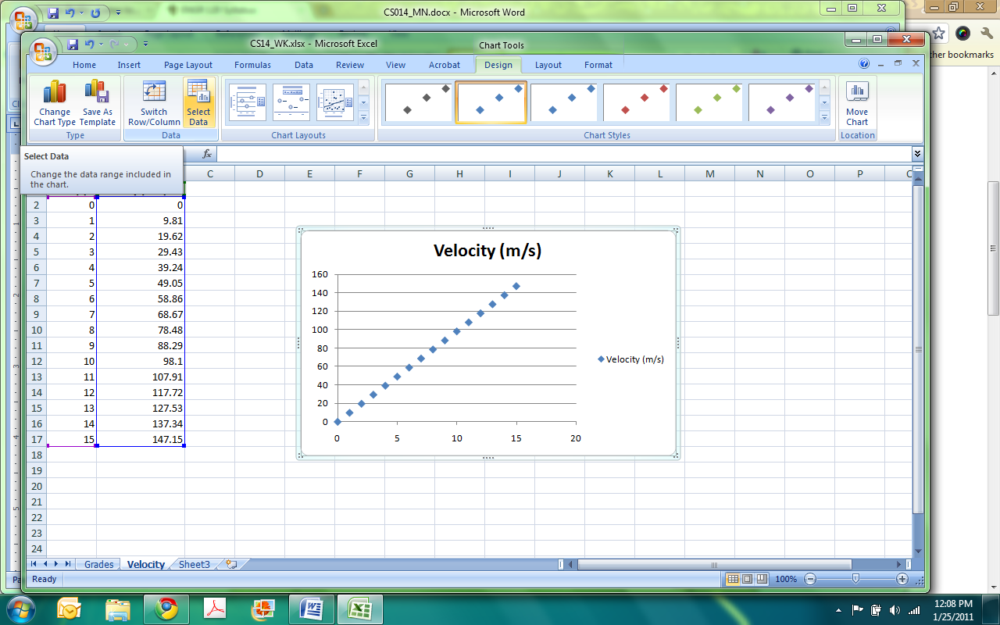 CS014_MN.docx - Microsoft Word
CS14_WK.xlsx - Microsoft Excel
Chart Tools
Home Insert Page Layout Formulas Data Review View Acrobat Design Layout Format
Change Chart Type
Save As Template
Type
Switch Row/Column
Select Data
Data
Chart Layouts
Chart Styles
Move Chart
Location
her bookmarks
Select Data
Change the data range included in
the chart.
fx
C D E F G H I J K L M N O P
2 0 0
3 1 9.81
4 2 19.62
5 3 29.43
6 4 39.24
7 5 49.05
8 6 58.86
9 7 68.67
10 8 78.48
11 9 88.29
12 10 98.1
13 11 107.91
14 12 117.72
15 13 127.53
16 14 137.34
17 15 147.15
18
19
20
21
22
23
24
Velocity (m/s)
160
140
120
100
80
60
40
20
0
0 5 10 15 20
Velocity (m/s)
Grades Velocity Sheet3
Ready
100%
12:08 PM
1/25/2011